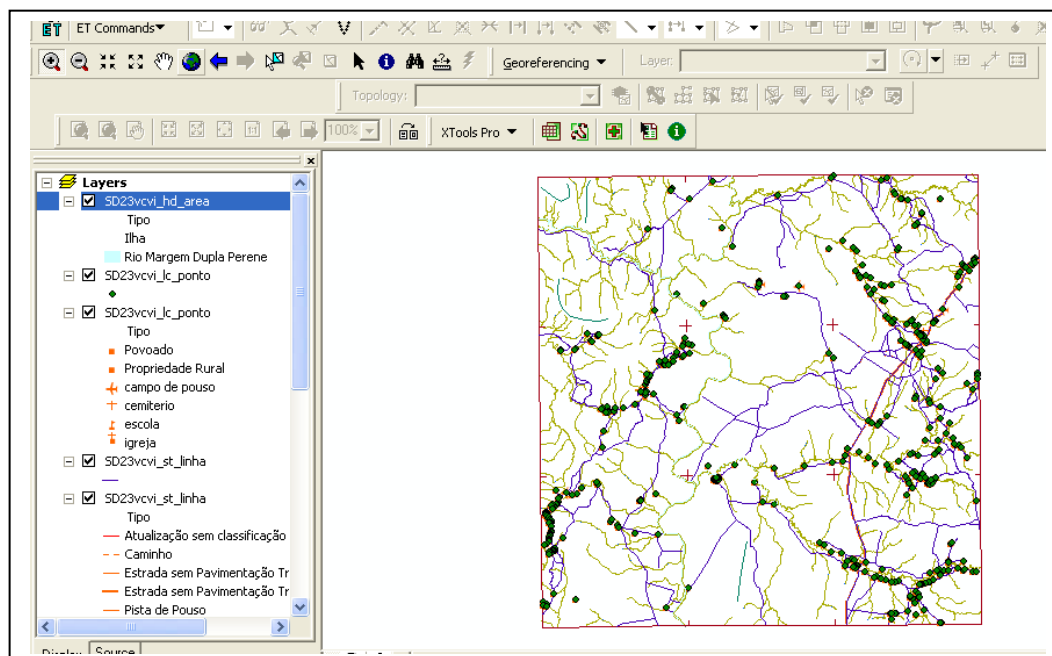 ET ET Commands
Georeferencing Layer:
Topology:
100% XTools Pro
Layers
SD23vcvi_hd_area
Tipo
Ilha
Rio Margem Dupla Perene
SD23vcvi_lc_ponto
SD23vcvi_lc_ponto
Tipo
Povoado
Propriedade Rural
campo de pouso
cemiterio
escola
igreja
SD23vcvi_st_linha
SD23vcvi_st_linha
Tipo
Atualização sem classificação
Caminho
Estrada sem Pavimentação Tr
Estrada sem Pavimentação Tr
Pista de Pouso
Display Source